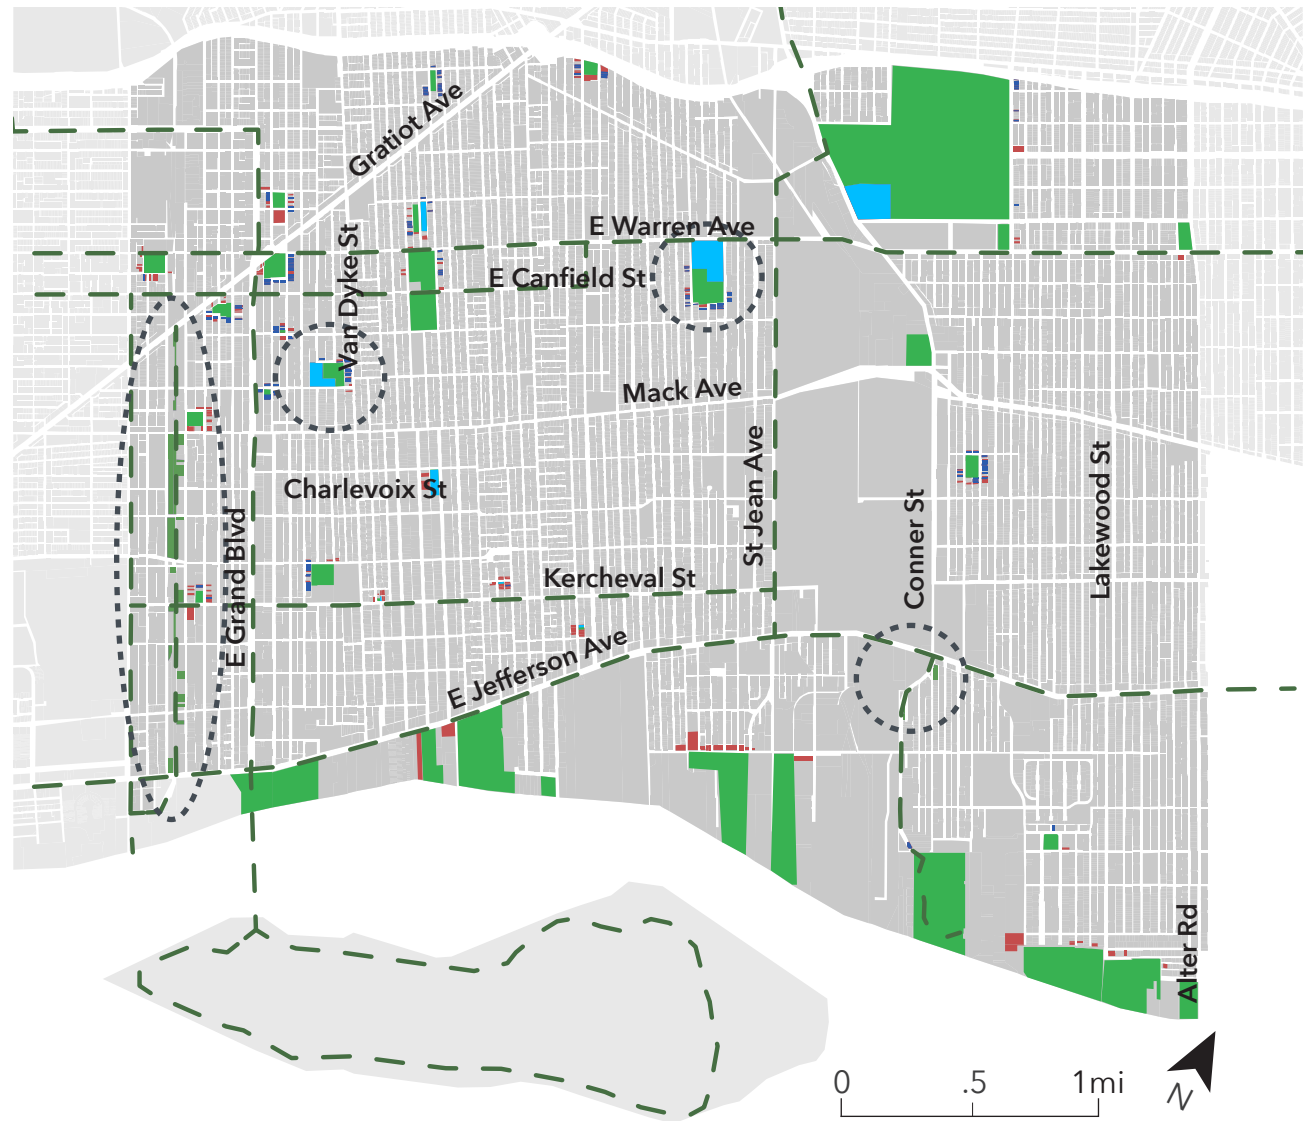 Gratiot Ave
E Warren Ave
Van Dyke St
E Canfield St
Mack Ave
Charlevoix St
St Jean Ave
Lakewood St
Conner St
E Grand Blvd
Kercheval St
E Jefferson Ave
Alter Rd
0 .5 1mi
N